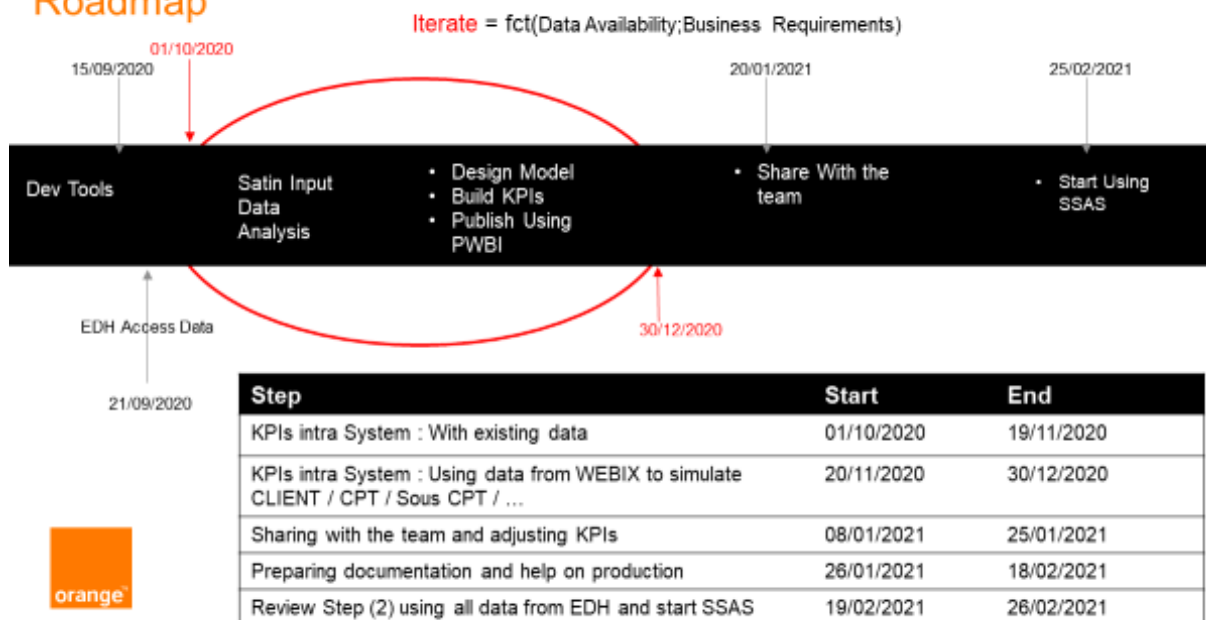 Roadmap
Iterate = fct(Data Availability;Business Requirements)
01/10/2020
15/09/2020
20/01/2021
25/02/2021
Dev Tools
Satin Input
Data
Analysis
• Design Model
• Build KPIs
• Publish Using
PWBI
• Share With the
team
• Start Using
SSAS
EDH Access Data
30/12/2020
21/09/2020
Step Start End
KPIs intra System : With existing data 01/10/2020 19/11/2020
KPIs intra System : Using data from WEBIX to simulate 20/11/2020 30/12/2020
CLIENT / CPT / Sous CPT / ...
Sharing with the team and adjusting KPIs 08/01/2021 25/01/2021
Preparing documentation and help on production 26/01/2021 18/02/2021
Review Step (2) using all data from EDH and start SSAS 19/02/2021 26/02/2021
orange™